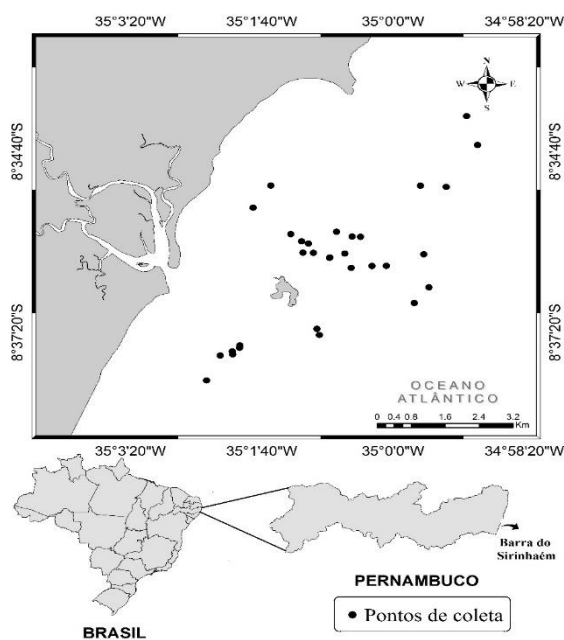 35°3'20"W 35°1'40"W 35°0'0"W 34°58'20"W
N
W E
S
8°34'40"S 8°34'40"S
8°37'20"S 8°37'20"S
OCEANO
ATLÂNTICO
0 0.4 0.8 1.6 2.4 3.2
Km
35°3'20"W 35°1'40"W 35°0'0"W 34°58'20"W
Barra do
Sirinhaém
PERNAMBUCO
Pontos de coleta
BRASIL